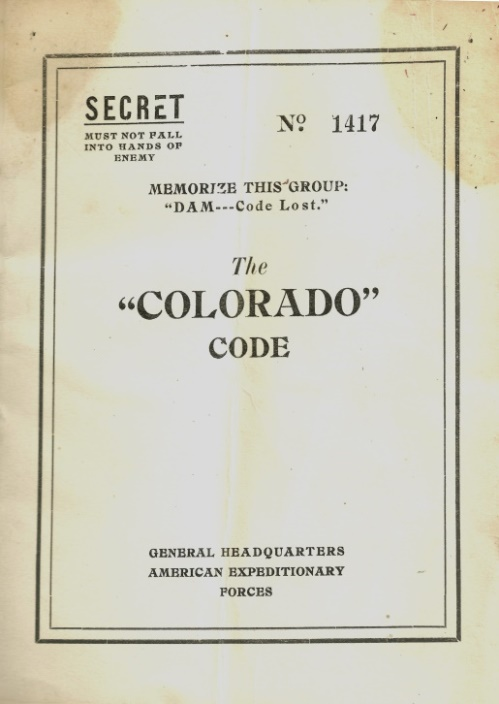 SECRET
Nº 1417
MUST NOT FALL
INTO HANDS OF
ENEMY
MEMORIZE THIS GROUP:
“DAM---Code Lost.”
The
“COLORADO”
CODE
GENERAL HEADQUARTERS
AMERICAN EXPEDITIONARY
FORCES